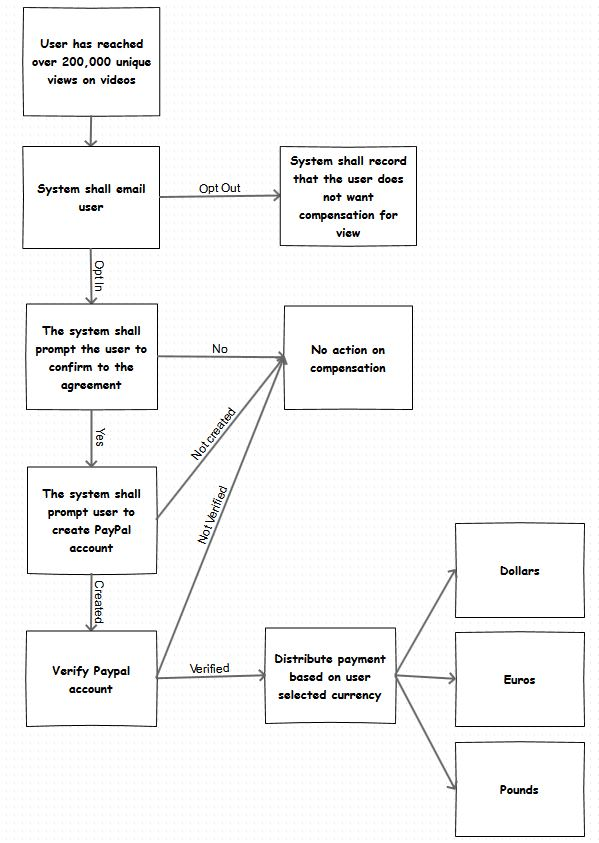 User has reached
over 200,000 unique
views on videos
System shall email
user
Opt Out
System shall record
that the user does
not want
compensation for
view
Opt In
The system shall
prompt the user to
confirm to the
agreement
No
No action on
compensation
Yes
Not created
The system shall
prompt user to
create PayPal
account
Not Verified
Created
Verify Paypal
account
Verified
Distribute payment
based on user
selected currency
Dollars
Euros
Pounds